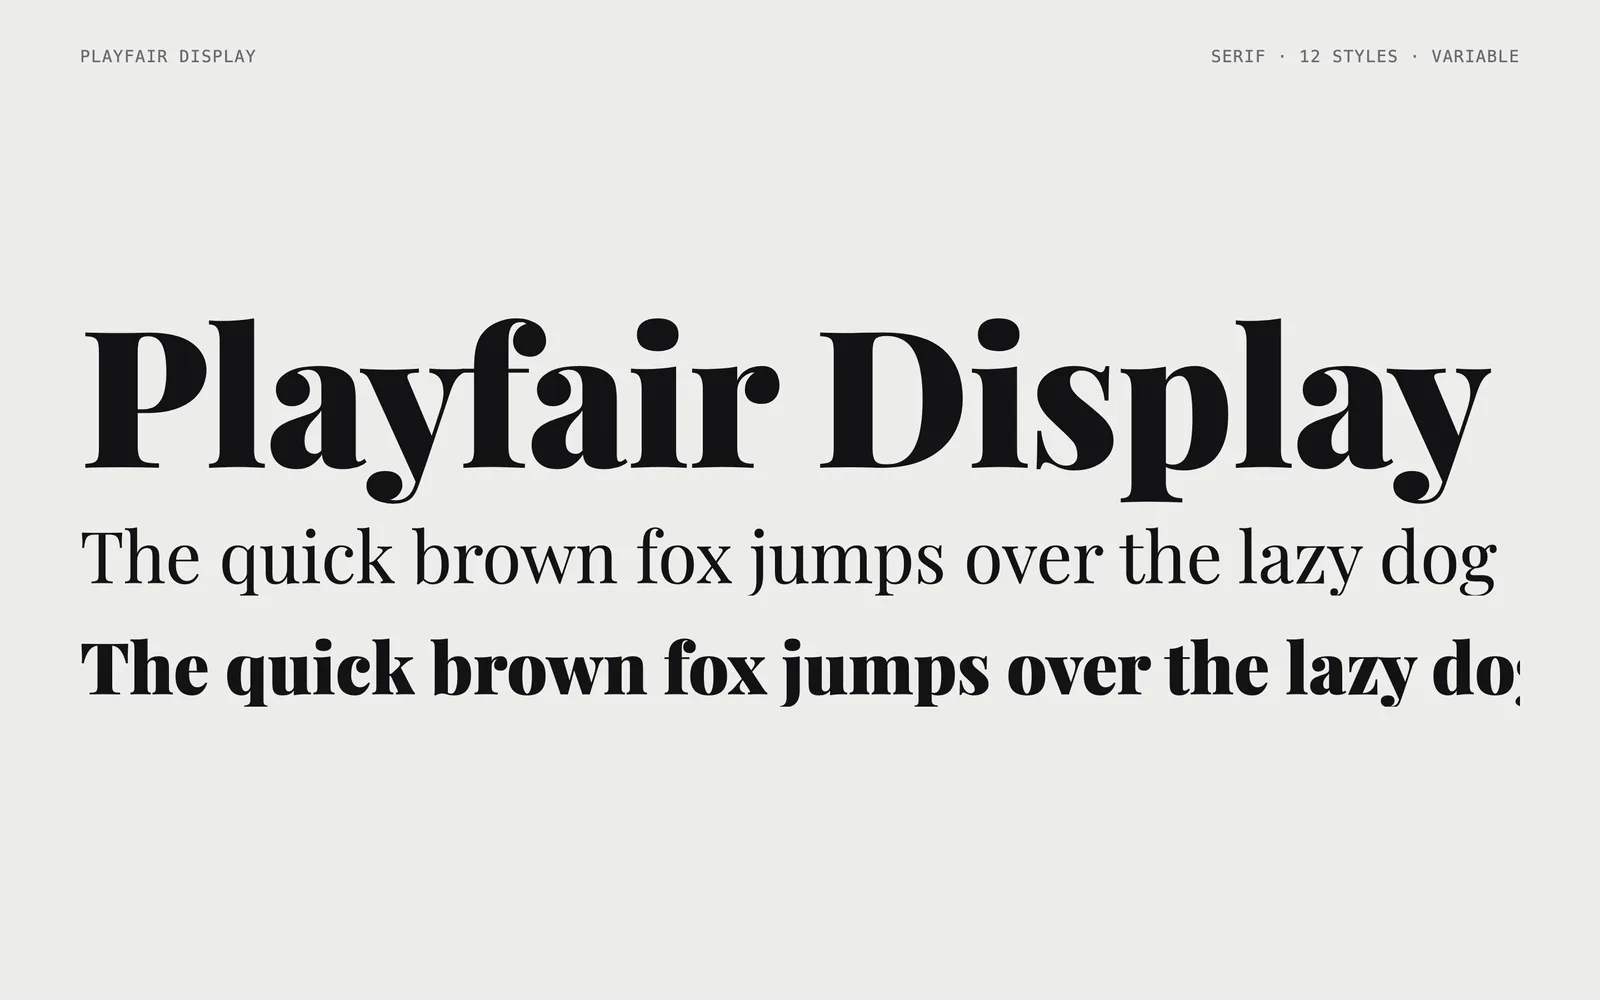 PLAYFAIR DISPLAY
SERIF · 12 STYLES · VARIABLE
Playfair Display
The quick brown fox jumps over the lazy dog
The quick brown fox jumps over the lazy dog